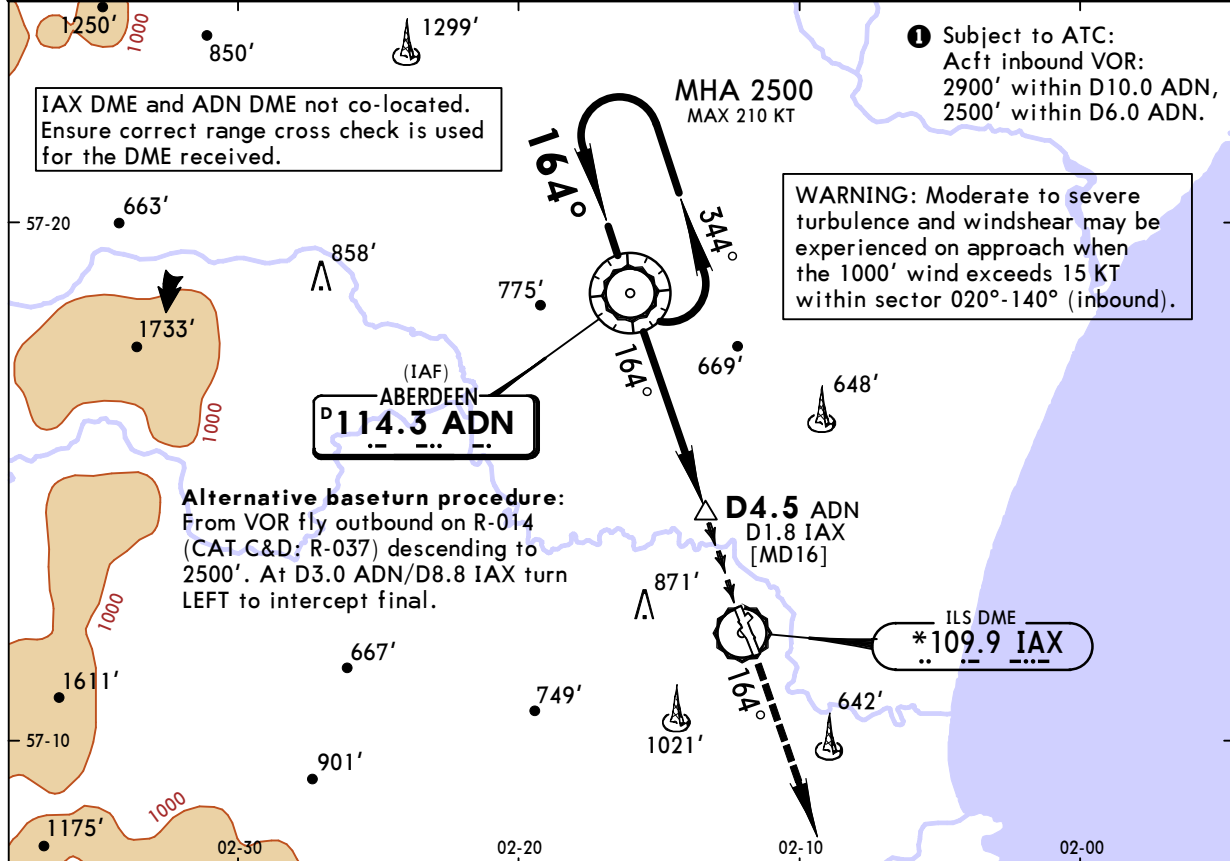 1250'
1000
850'
1299'
1 Subject to ATC:
Acft inbound VOR:
2900' within D10.0 ADN,
2500' within D6.0 ADN.
IAX DME and ADN DME not co-located.
Ensure correct range cross check is used
for the DME received.
MHA 2500
MAX 210 KT
164°
344°
WARNING: Moderate to severe
turbulence and windshear may be
experienced on approach when
the 1000' wind exceeds 15 KT
within sector 020°-140° (inbound).
57-20
663'
858'
775'
1733'
1000
669'
164°
648'
(IAF)
ABERDEEN
D 114.3 ADN
Alternative baseturn procedure:
From VOR fly outbound on R-014
(CAT C&D: R-037) descending to
2500'. At D3.0 ADN/D8.8 IAX turn
LEFT to intercept final.
D4.5 ADN
D1.8 IAX
[MD16]
871'
1000
ILS DME
*109.9 IAX
667'
1611'
749'
164°
1021'
642'
57-10
901'
1000
1175'
02-30
02-20
02-10
02-00